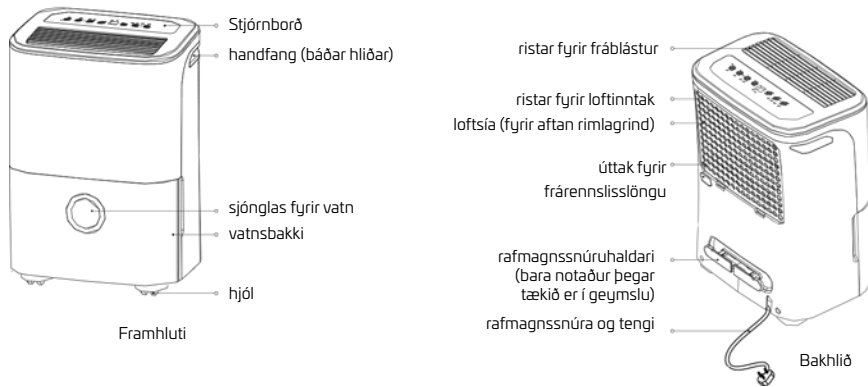 Stjórnborð
handfang (báðar hliðar)
sjónglas fyrir vatn
vatnsbakki
hjól
Framhluti
ristar fyrir fráblástur
ristar fyrir loftinntak
loftsía (fyrir aftan rimlagrind)
úttak fyrir
frárennslisslöngu
rafmagnssnúruhaldari
(bara notaður þegar
tækið er í geymslu)
rafmagnssnúra og tengi
Bakhlið